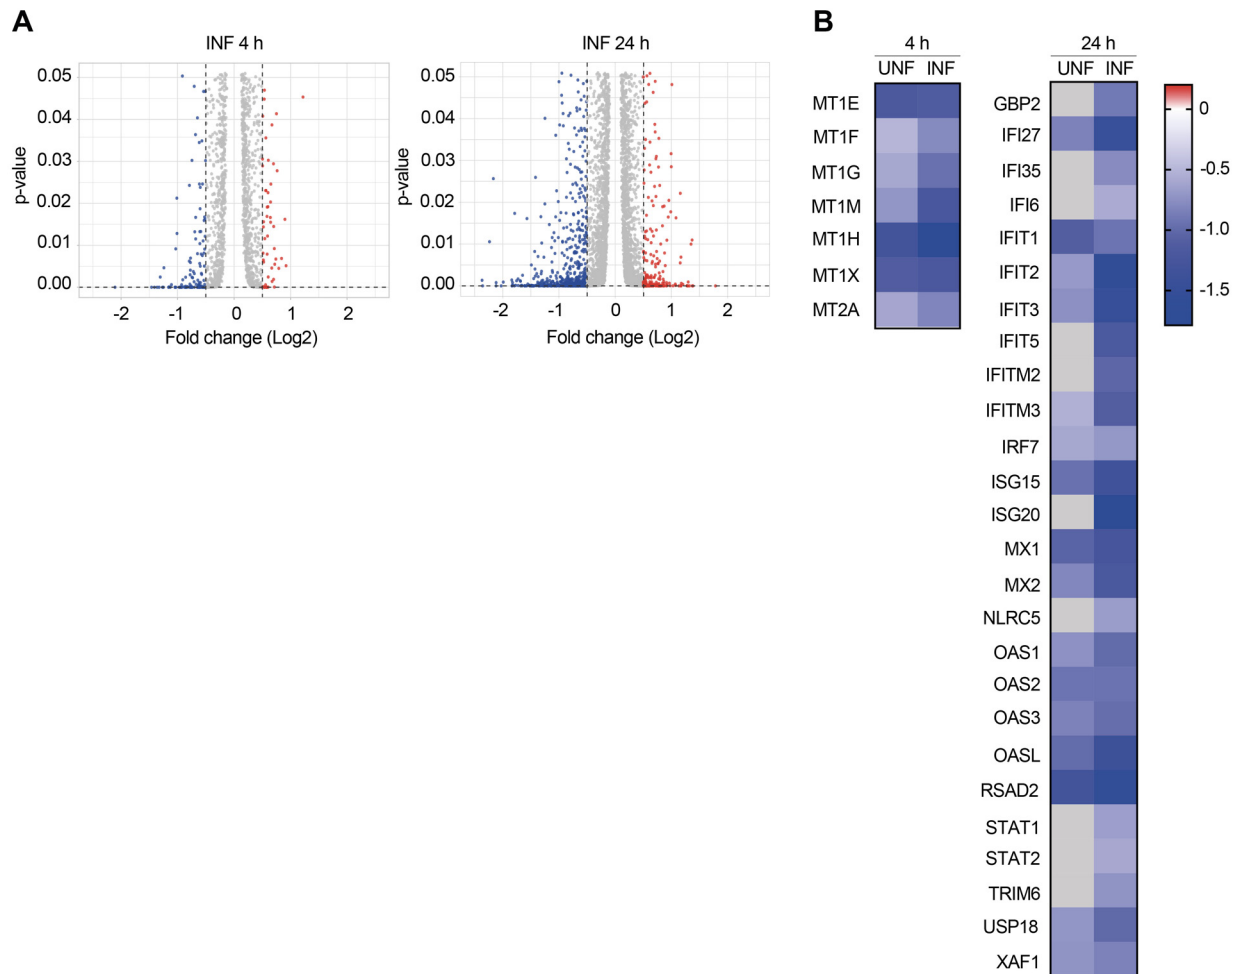 A
INF 4 h
p-value
0.05
0.04
0.03
0.02
0.01
0.00
-2
-1
0
1
2
Fold change (Log2)
INF 24 h
p-value
0.05
0.04
0.03
0.02
0.01
0.00
-2
-1
0
1
2
Fold change (Log2)
B
4 h
UNF INF
MT1E
MT1F
MT1G
MT1M
MT1H
MT1X
MT2A
24 h
UNF INF
GBP2
IFI27
IFI35
IFI6
IFIT1
IFIT2
IFIT3
IFIT5
IFITM2
IFITM3
IRF7
ISG15
ISG20
MX1
MX2
NLRC5
OAS1
OAS2
OAS3
OASL
RSAD2
STAT1
STAT2
TRIM6
USP18
XAF1
0
-0.5
-1.0
-1.5